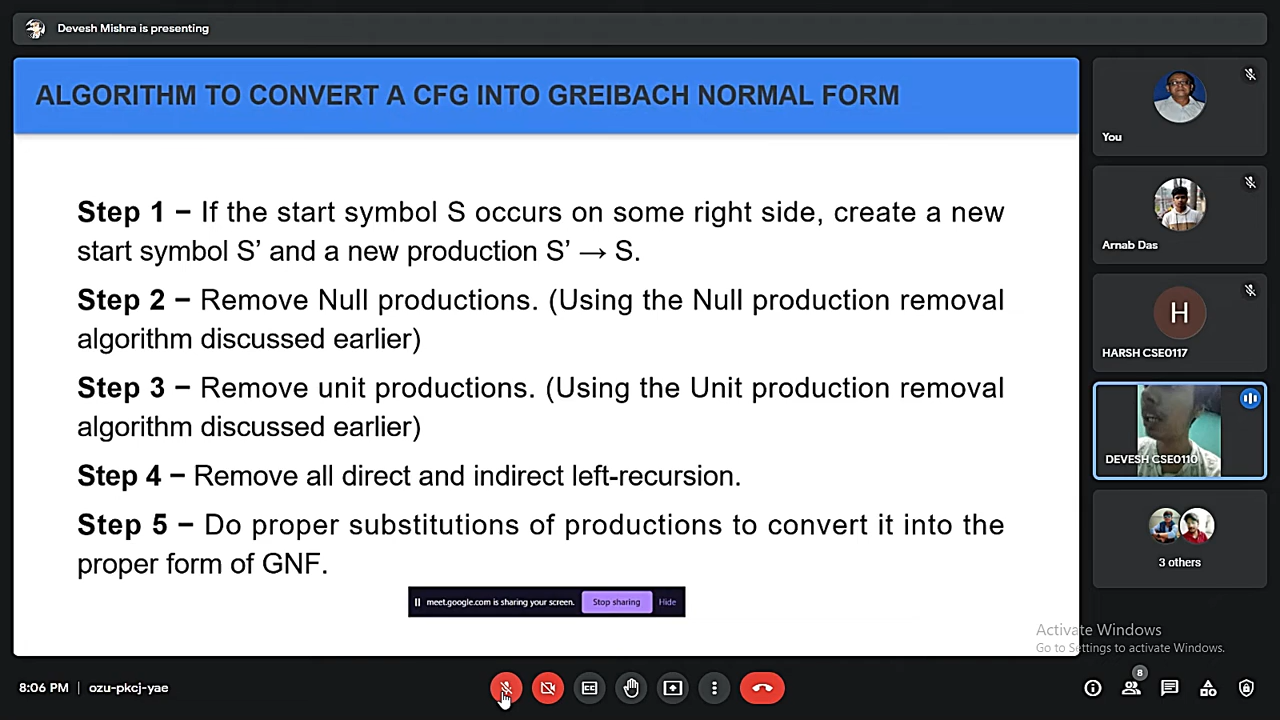 Devesh Mishra is presenting
ALGORITHM TO CONVERT A CFG INTO GREIBACH NORMAL FORM
Step 1 − If the start symbol S occurs on some right side, create a new
start symbol S’ and a new production S’ → S.
Step 2 − Remove Null productions. (Using the Null production removal
algorithm discussed earlier)
Step 3 − Remove unit productions. (Using the Unit production removal
algorithm discussed earlier)
Step 4 − Remove all direct and indirect left-recursion.
Step 5 − Do proper substitutions of productions to convert it into the
proper form of GNF.
meet.google.com is sharing your screen. Stop sharing Hide
You
Arnab Das
H
HARSH CSE0117
DEVESH CSE0110
3 others
Activate Windows
Go to Settings to activate Windows.
8:06 PM | ozu-pkcj-yae
8